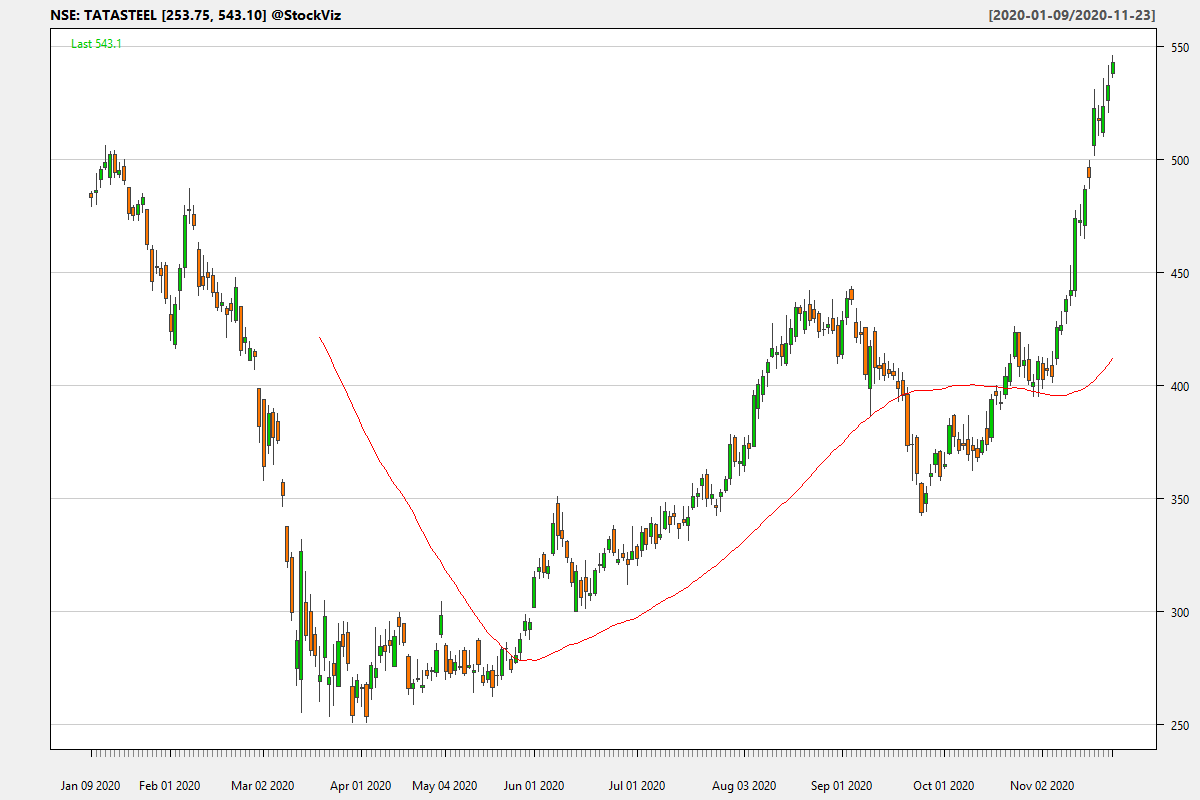 NSE: TATASTEEL [253.75, 543.10] @StockViz
[2020-01-09/2020-11-23]
Last 543.1
550
500
450
400
350
300
250
Jan 09 2020
Feb 01 2020
Mar 02 2020
Apr 01 2020
May 04 2020
Jun 01 2020
Jul 01 2020
Aug 03 2020
Sep 01 2020
Oct 01 2020
Nov 02 2020